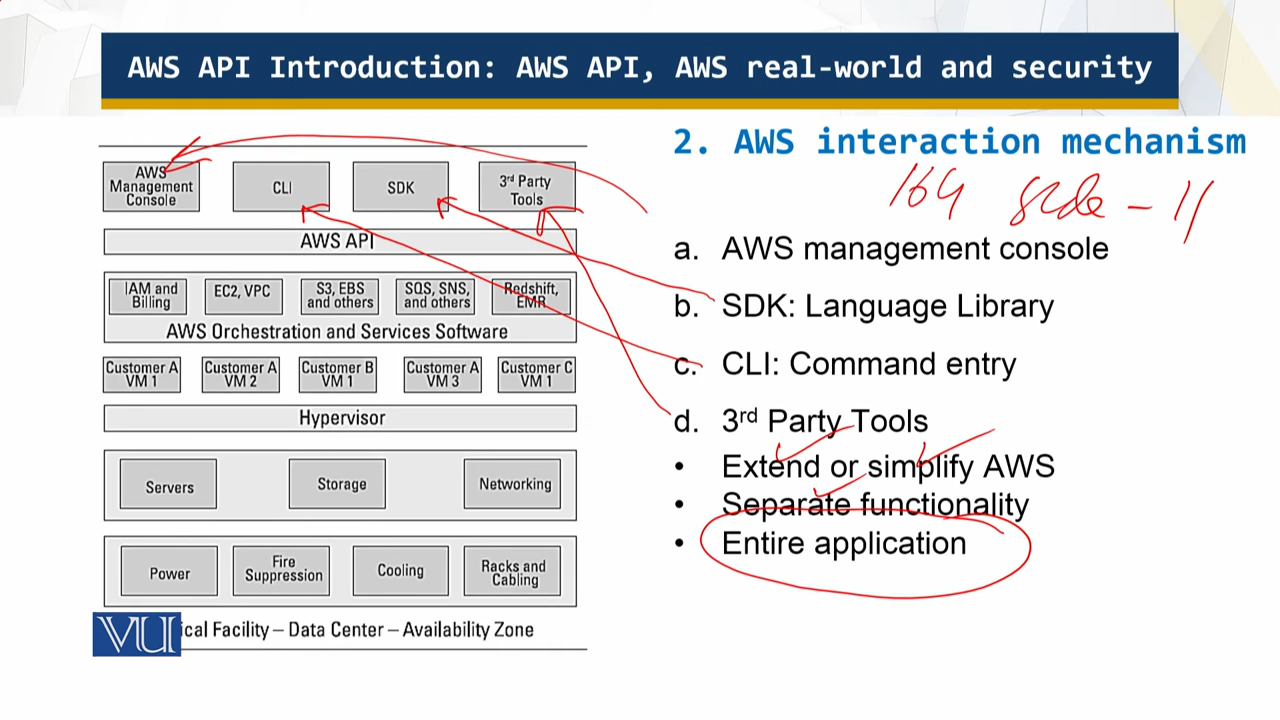 AWS API Introduction: AWS API, AWS real-world and security
AWS Management Console
CLI
SDK
3rd Party Tools
AWS API
IAM and Billing
EC2, VPC
S3, EBS and others
SQS, SNS, and others
Redshift, EMR
AWS Orchestration and Services Software
Customer A VM 1
Customer A VM 2
Customer B VM 1
Customer A VM 3
Customer C VM 1
Hypervisor
Servers
Storage
Networking
Power
Fire Suppression
Cooling
Racks and Cabling
ical Facility – Data Center – Availability Zone
VU
2. AWS interaction mechanism
164
a. AWS management console
b. SDK: Language Library
c. CLI: Command entry
d. 3rd Party Tools
• Extend or simplify AWS
• Separate functionality
• Entire application